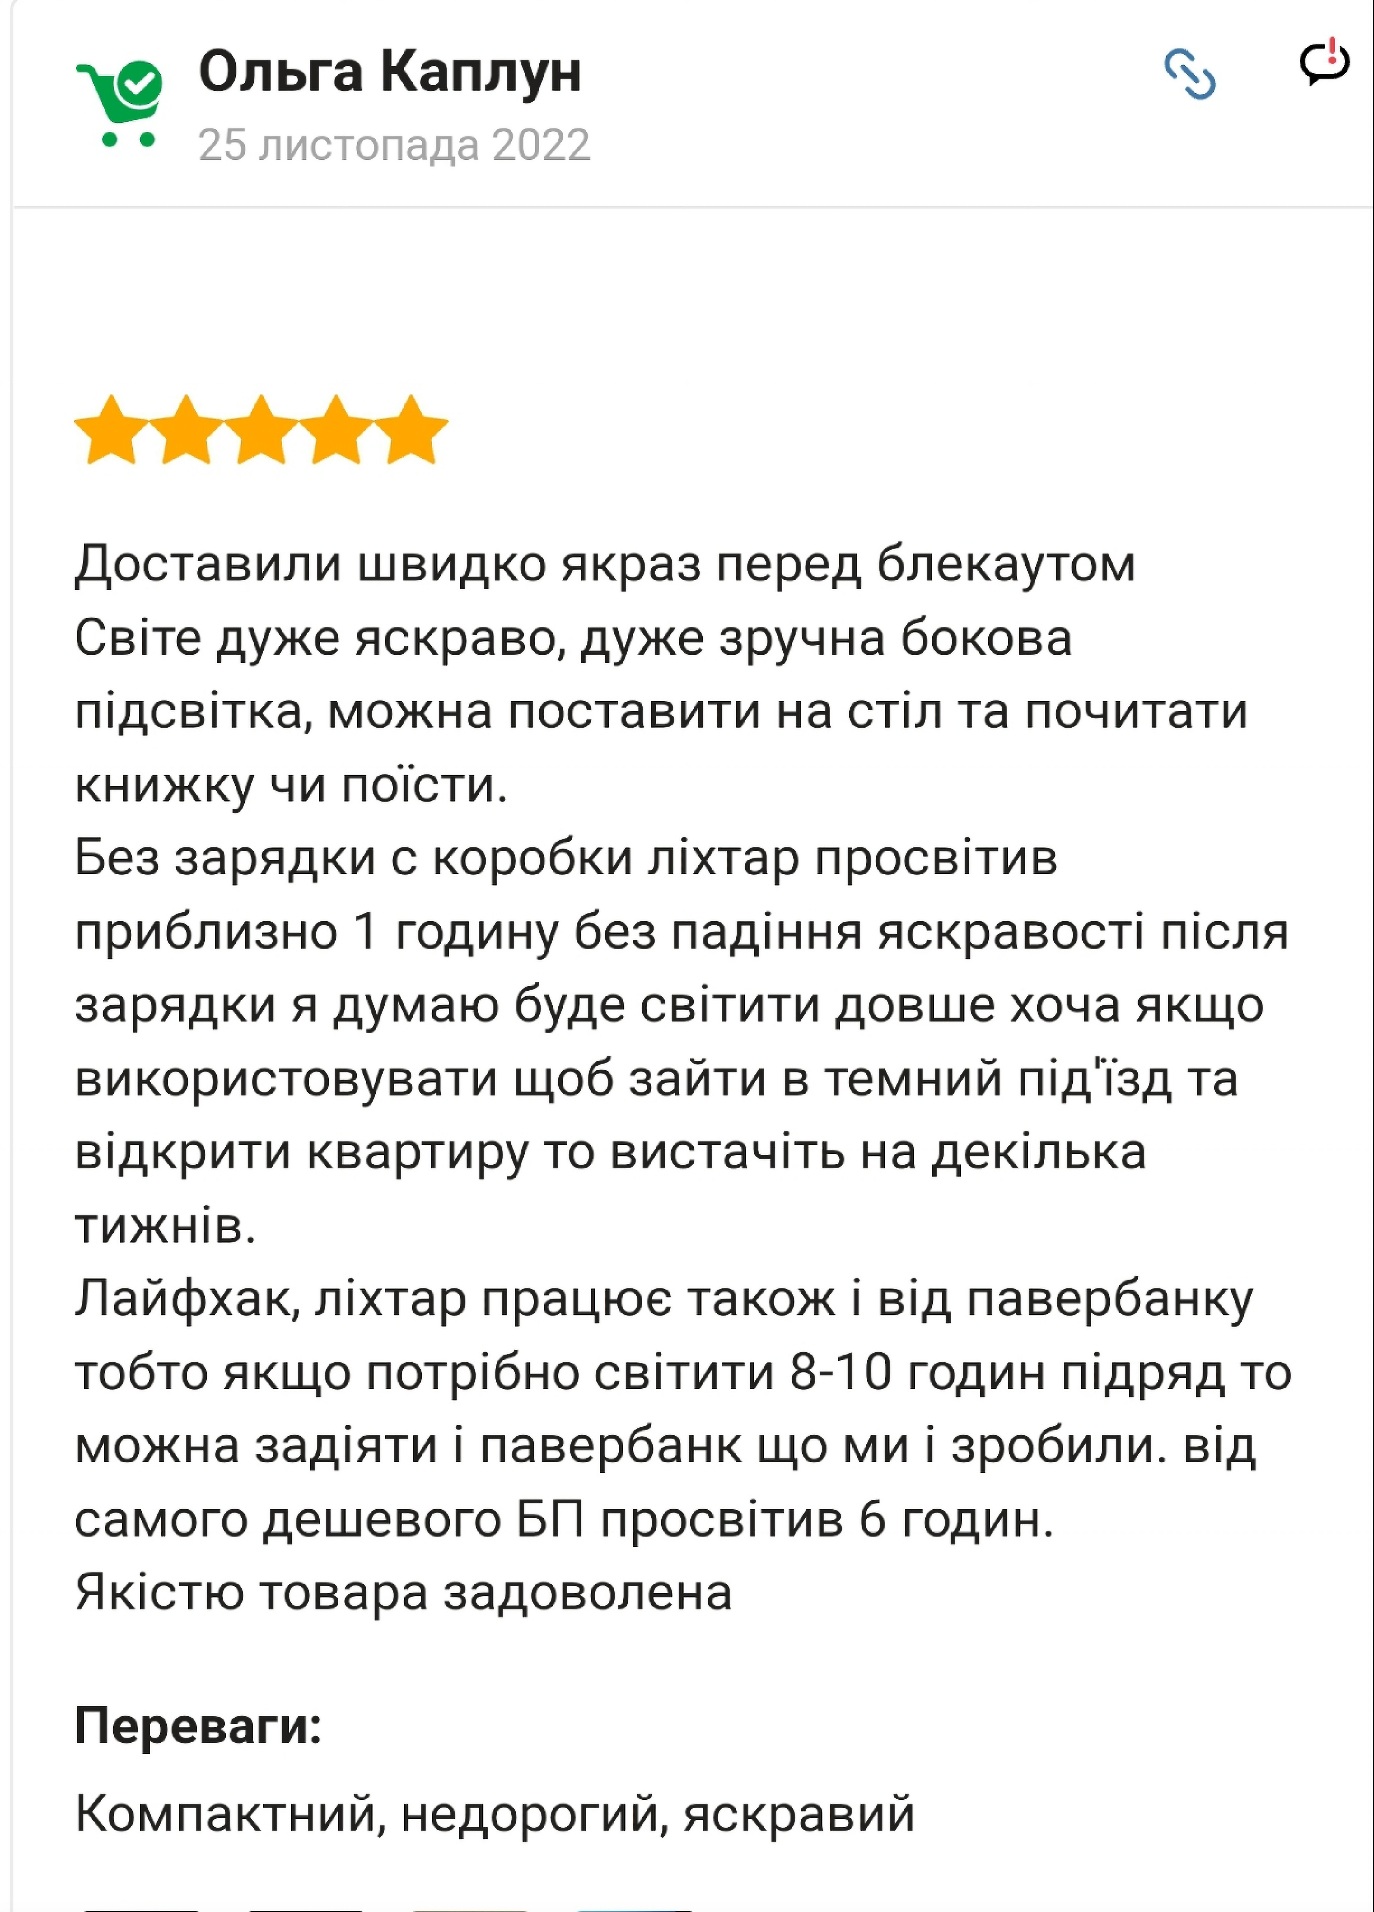 Ольга Каплун
25 листопада 2022
Доставили швидко якраз перед блекаутом
Світе дуже яскраво, дуже зручна бокова
підсвітка, можна поставити на стіл та почитати
книжку чи поїсти.
Без зарядки с коробки ліхтар просвітив
приблизно 1 годину без падіння яскравості після
зарядки я думаю буде світити довше хоча якщо
використовувати щоб зайти в темний під'їзд та
відкрити квартиру то вистачіть на декілька
тижнів.
Лайфхак, ліхтар працює також і від павербанку
тобто якщо потрібно світити 8-10 годин підряд то
можна задіяти і павербанк що ми і зробили. від
самого дешевого БП просвітив 6 годин.
Якістю товара задоволена
Переваги:
Компактний, недорогий, яскравий